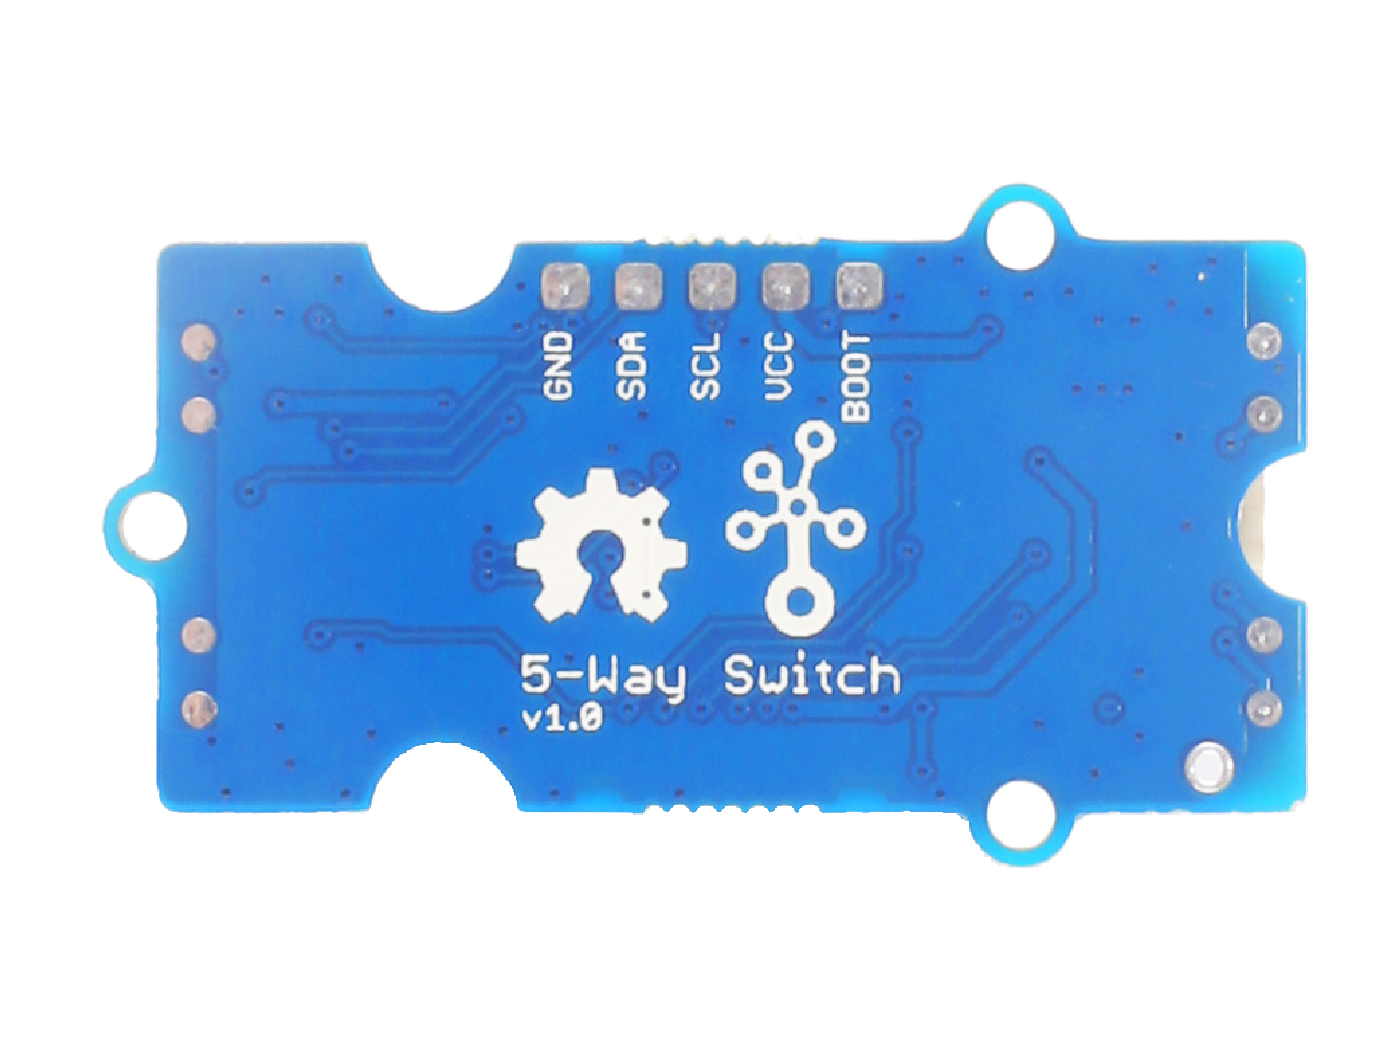 GND
SDA
SCL
VCC
BOOT
5-Way Switch
v1.0